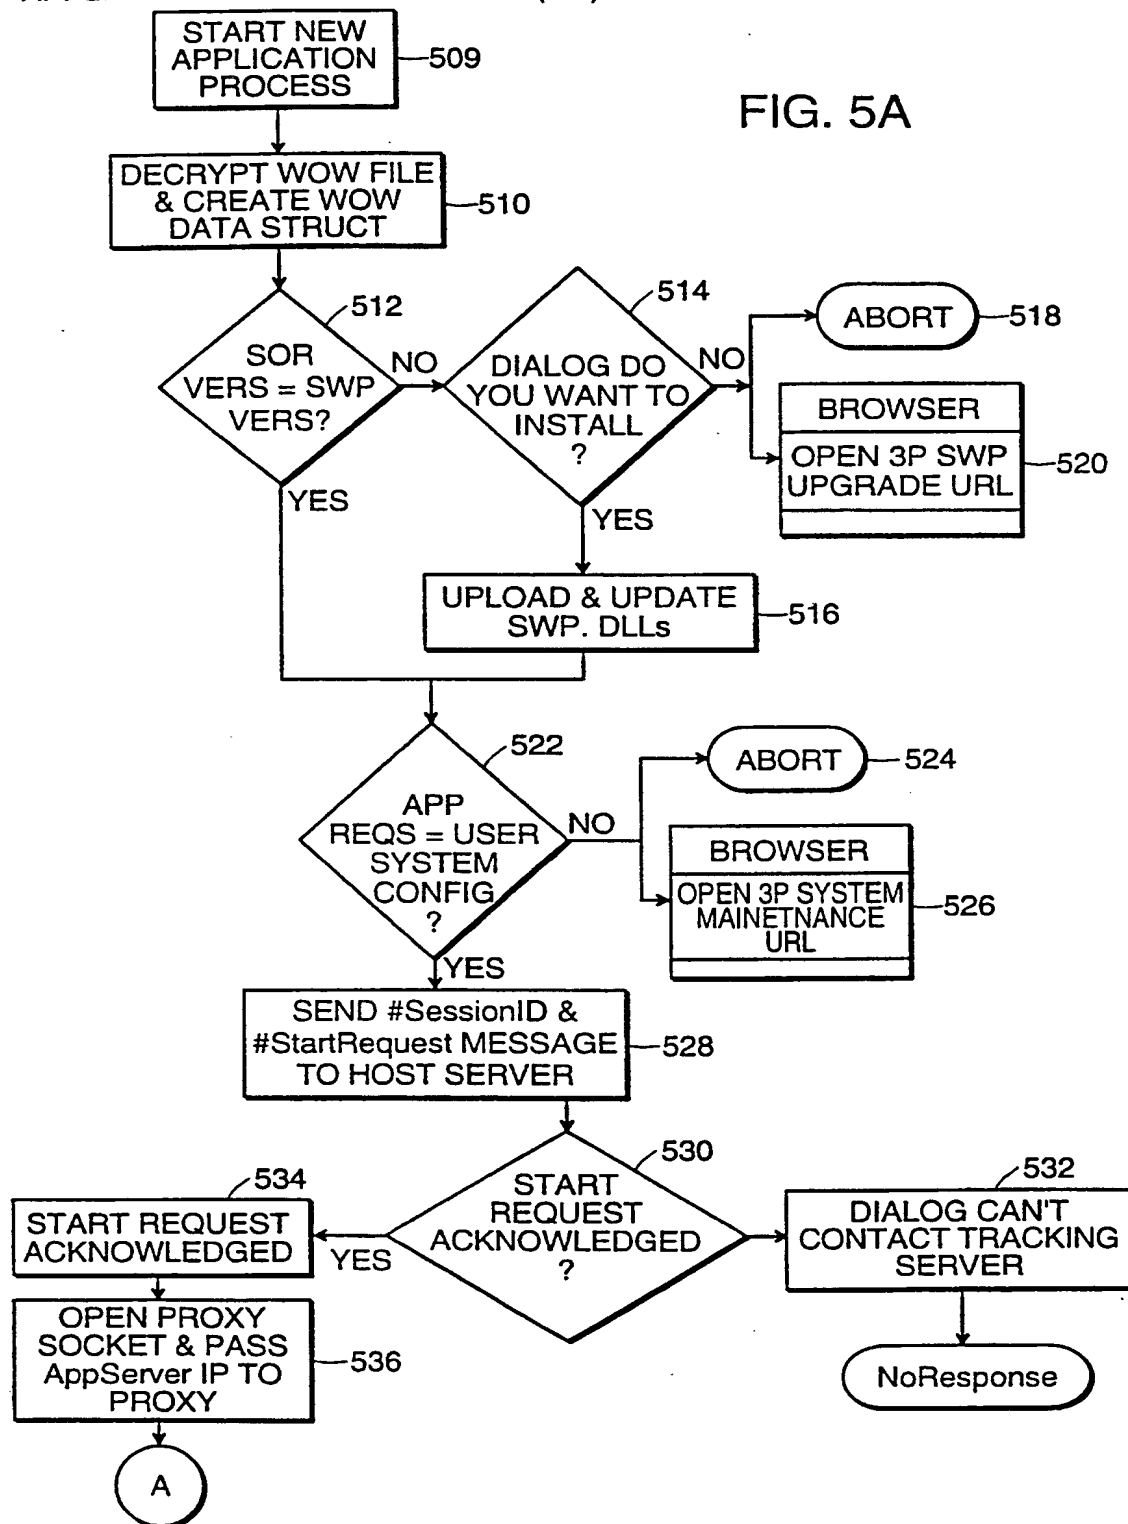 START NEW
APPLICATION
PROCESS
509
FIG. 5A
DECRYPT WOW FILE
& CREATE WOW
DATA STRUCT
510
512
SOR
VERS = SWP
VERS?
NO
YES
514
DIALOG DO
YOU WANT TO
INSTALL
?
NO
YES
ABORT
518
BROWSER
OPEN 3P SWP
UPGRADE URL
520
UPLOAD & UPDATE
SWP. DLLs
516
522
APP
REQS = USER
SYSTEM
CONFIG
?
NO
YES
ABORT
524
BROWSER
OPEN 3P SYSTEM
MAINETNANCE
URL
526
SEND #SessionID &
#StartRequest MESSAGE
TO HOST SERVER
528
530
START
REQUEST
ACKNOWLEDGED
?
YES
532
DIALOG CAN'T
CONTACT TRACKING
SERVER
NoResponse
534
START REQUEST
ACKNOWLEDGED
OPEN PROXY
SOCKET & PASS
AppServer IP TO
PROXY
536
A